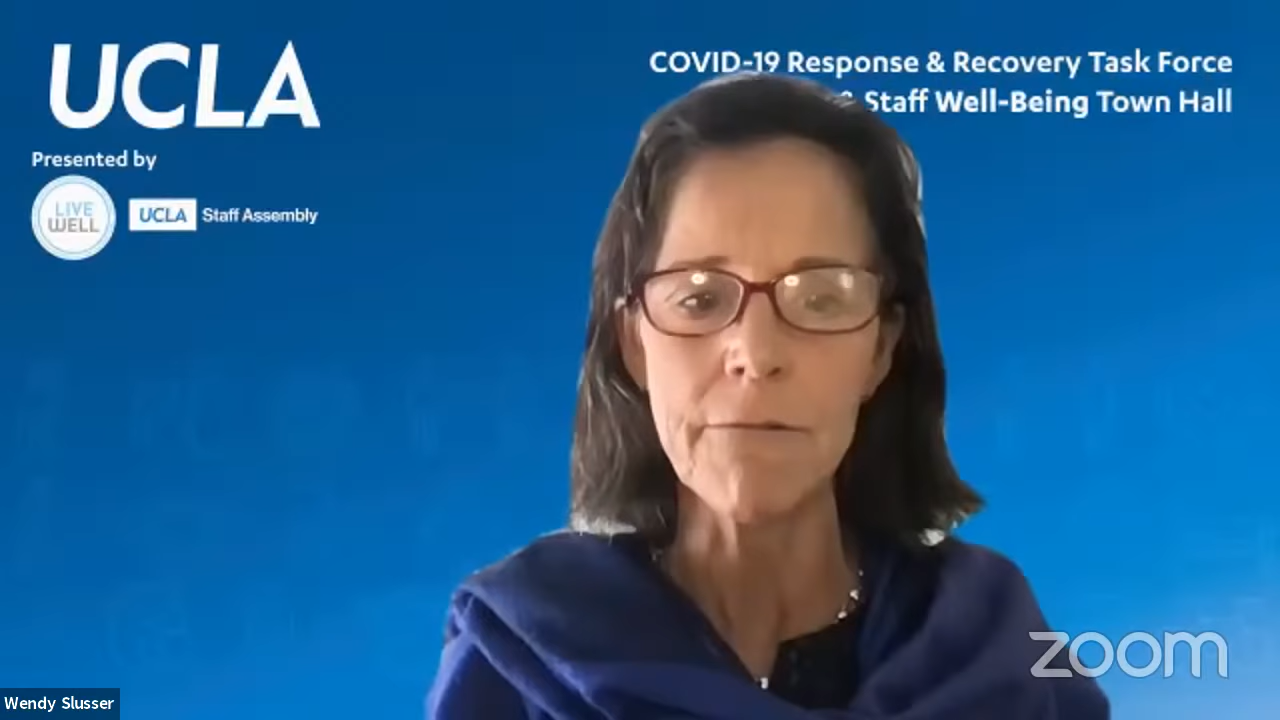 UCLA
Presented by
LIVE
WELL
UCLA Staff Assembly
COVID-19 Response & Recovery Task Force
& Staff Well-Being Town Hall
zoom
Wendy Slusser